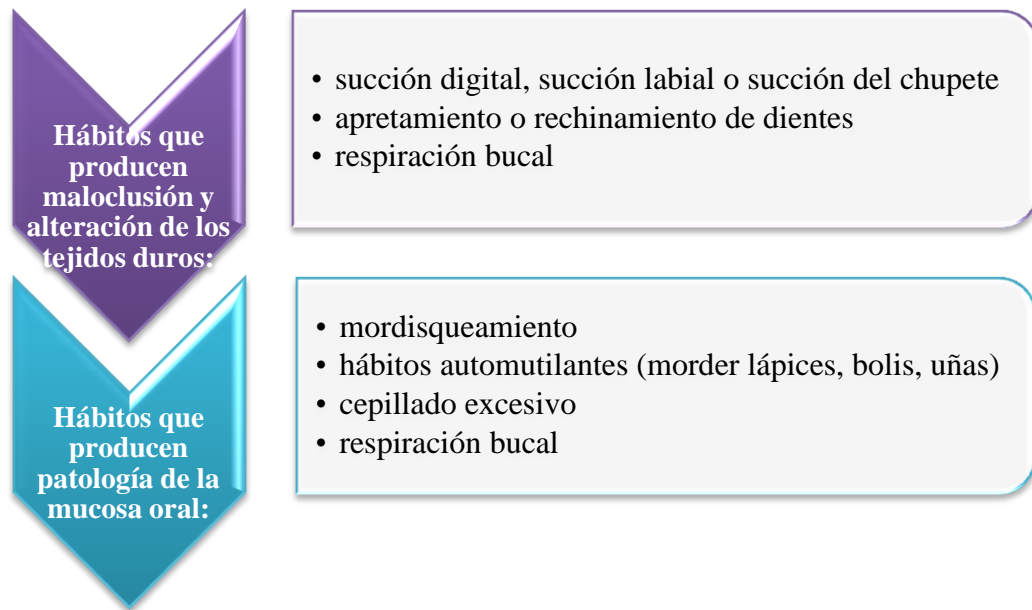 Hábitos que
producen
maloclusión y
alteración de los
tejidos duros:
• succión digital, succión labial o succión del chupete
• apretamiento o rechinamiento de dientes
• respiración bucal
Hábitos que
producen
patología de la
mucosa oral:
• mordisqueamiento
• hábitos automutilantes (morder lápices, bolis, uñas)
• cepillado excesivo
• respiración bucal